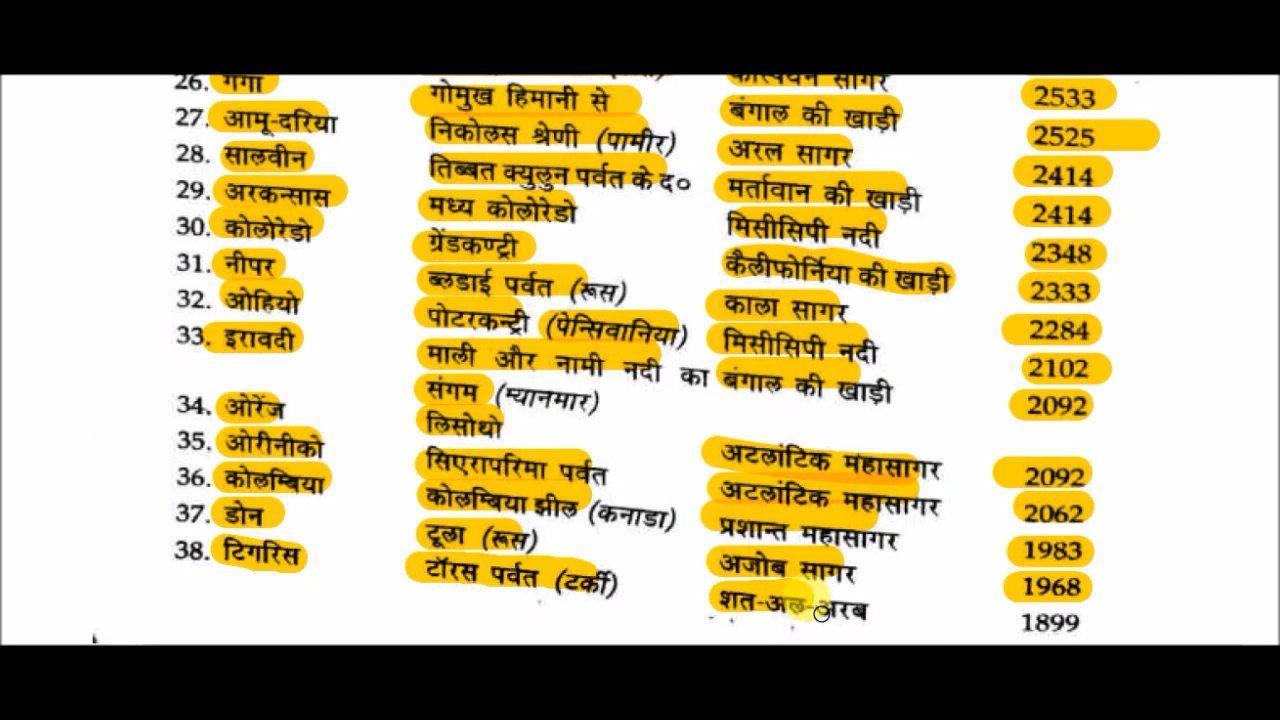 सागर 2533
26. गंगा गोमुख हिमानी से बंगाल की खाड़ी 2525
27. आमू-दरिया निकोलस श्रेणी (पामीर) अरल सागर 2414
28. सालवीन तिब्बत क्युलुन पर्वत के द० मर्तावान की खाड़ी 2414
29. अरकन्सास मध्य कोलोरेडो मिसीसिपी नदी 2348
30. कोलोरेडो ग्रेंडकण्ट्री कैलीफोर्निया की खाड़ी 2333
31. नीपर ब्लडाई पर्वत (रूस) काला सागर 2284
32. ओहियो पोटरकन्ट्री (पेन्सिवानिया) मिसीसिपी नदी 2102
33. इरावदी माली और नामी नदी का बंगाल की खाड़ी 2092
संगम (म्यानमार)
34. ओरेंज लिसोथो अटलांटिक महासागर 2092
35. ओरीनीको सिएरापरिमा पर्वत अटलांटिक महासागर 2062
36. कोलम्बिया कोलम्बिया झील (कनाडा) प्रशान्त महासागर 1983
37. डोन टूला (रूस) अजोब सागर 1968
38. टिगरिस टॉरस पर्वत (टर्की) शत-अल-अरब 1899